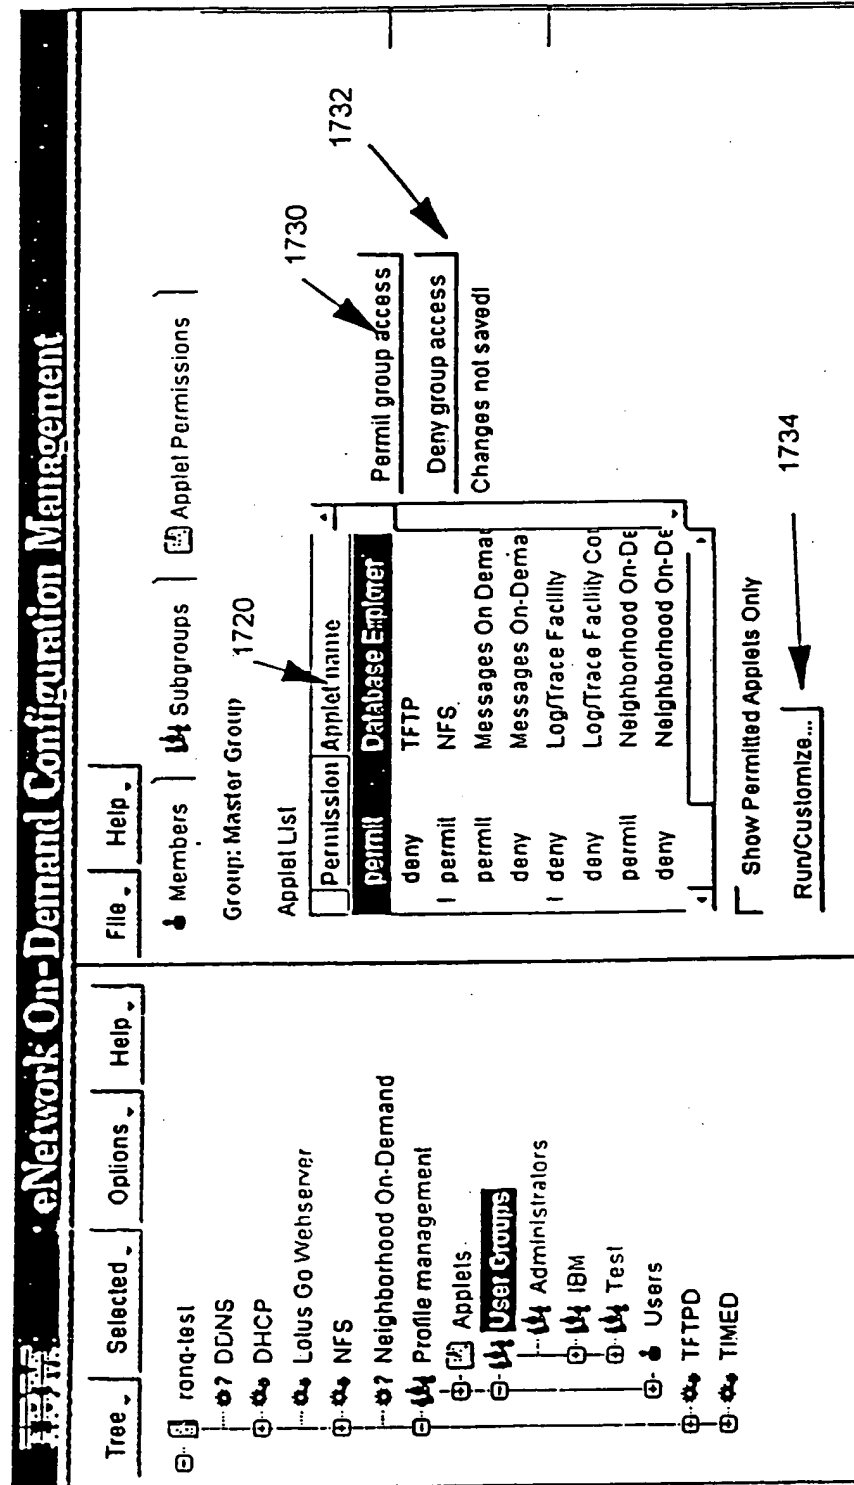 IBM eNetwork On-Demand Configuration Management
Tree Selected Options Help
ronq-test
DDNS
DHCP
Lotus Go Webserver
NFS
Neighborhood On-Demand
Profile management
Applets
User Groups
Administrators
IBM
Test
Users
TFTPD
TIMED
File Help
Members Subgroups Applet Permissions
Group: Master Group
1720
Applet List
Permission Applet name
permit Database Explorer
deny TFTP
permit NFS
permit Messages On Demar
deny Messages On-Dema
deny Log/Trace Facility
deny Log/Trace Facility Cor
permit Neighborhood On-De
deny Neighborhood On-De
1730
Permit group access
1732
Deny group access
Changes not saved!
Show Permitted Applets Only
Run/Customize...
1734